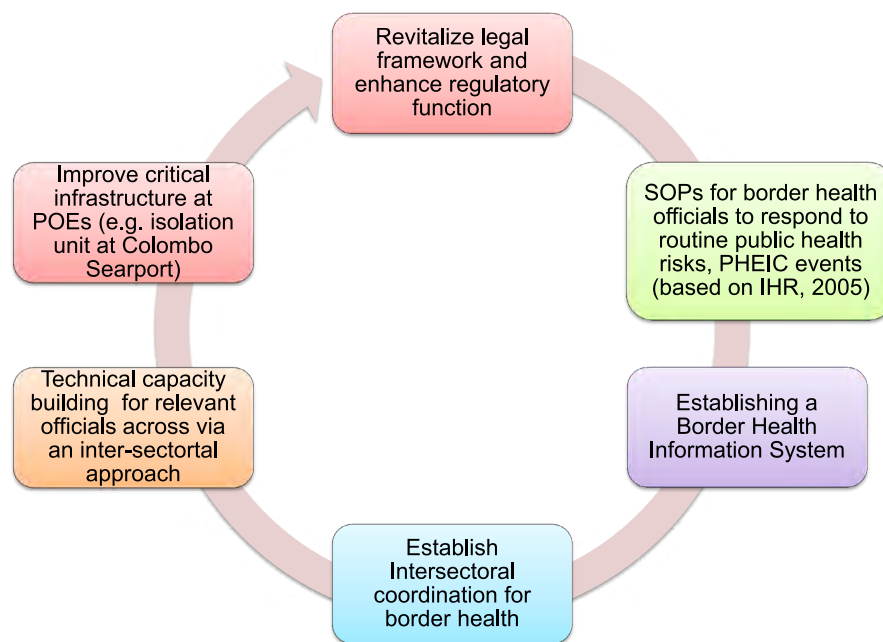 Revitalize legal
framework and
enhance regulatory
function
SOPs for border health
officials to respond to
routine public health
risks, PHEIC events
(based on IHR, 2005)
Establishing a
Border Health
Information System
Establish
Intersectoral
coordination for
border health
Technical capacity
building for relevant
officials across via
an inter-sectortal
approach
Improve critical
infrastructure at
POEs (e.g. isolation
unit at Colombo
Searport)